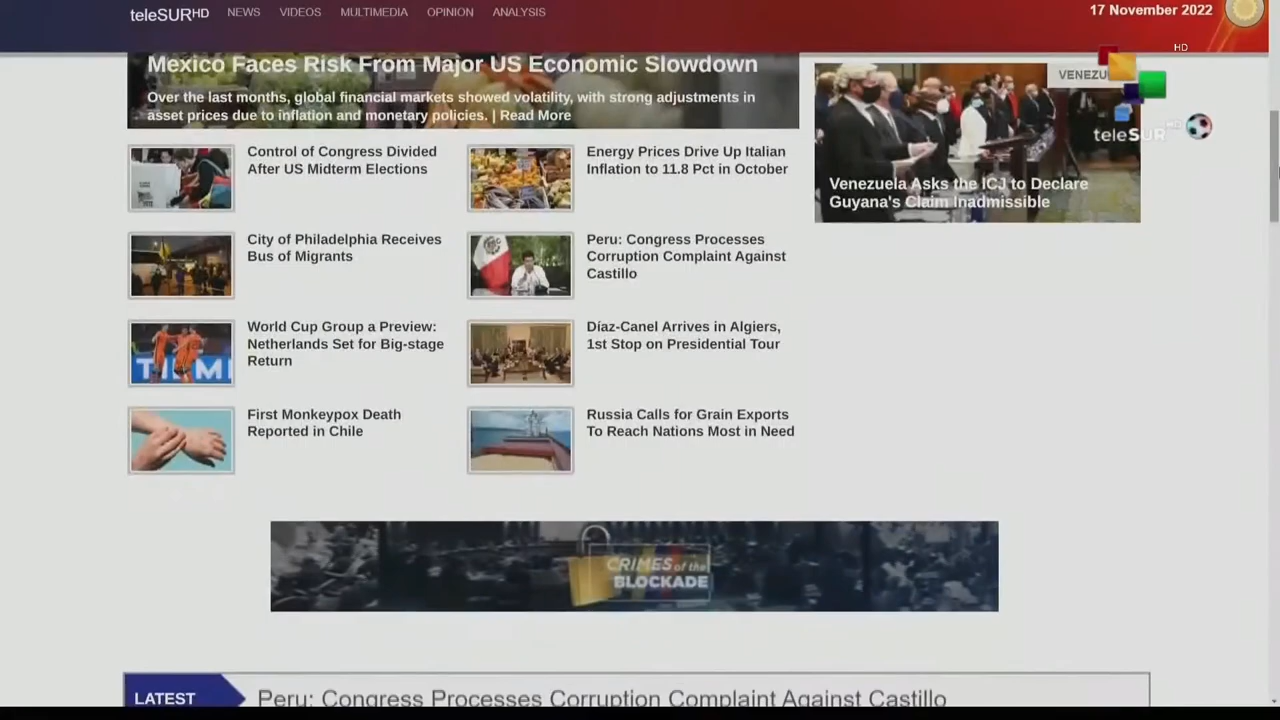 teleSURHD
NEWS
VIDEOS
MULTIMEDIA
OPINION
ANALYSIS
17 November 2022
HD
Mexico Faces Risk From Major US Economic Slowdown
Over the last months, global financial markets showed volatility, with strong adjustments in
asset prices due to inflation and monetary policies. | Read More
VENEZU
teleSUR HD
Venezuela Asks the ICJ to Declare
Guyana's Claim Inadmissible
Control of Congress Divided
After US Midterm Elections
Energy Prices Drive Up Italian
Inflation to 11.8 Pct in October
City of Philadelphia Receives
Bus of Migrants
Peru: Congress Processes
Corruption Complaint Against
Castillo
World Cup Group a Preview:
Netherlands Set for Big-stage
Return
Díaz-Canel Arrives in Algiers,
1st Stop on Presidential Tour
First Monkeypox Death
Reported in Chile
Russia Calls for Grain Exports
To Reach Nations Most in Need
CRIMES of the
BLOCKADE
LATEST
Peru: Congress Processes Corruption Complaint Against Castillo